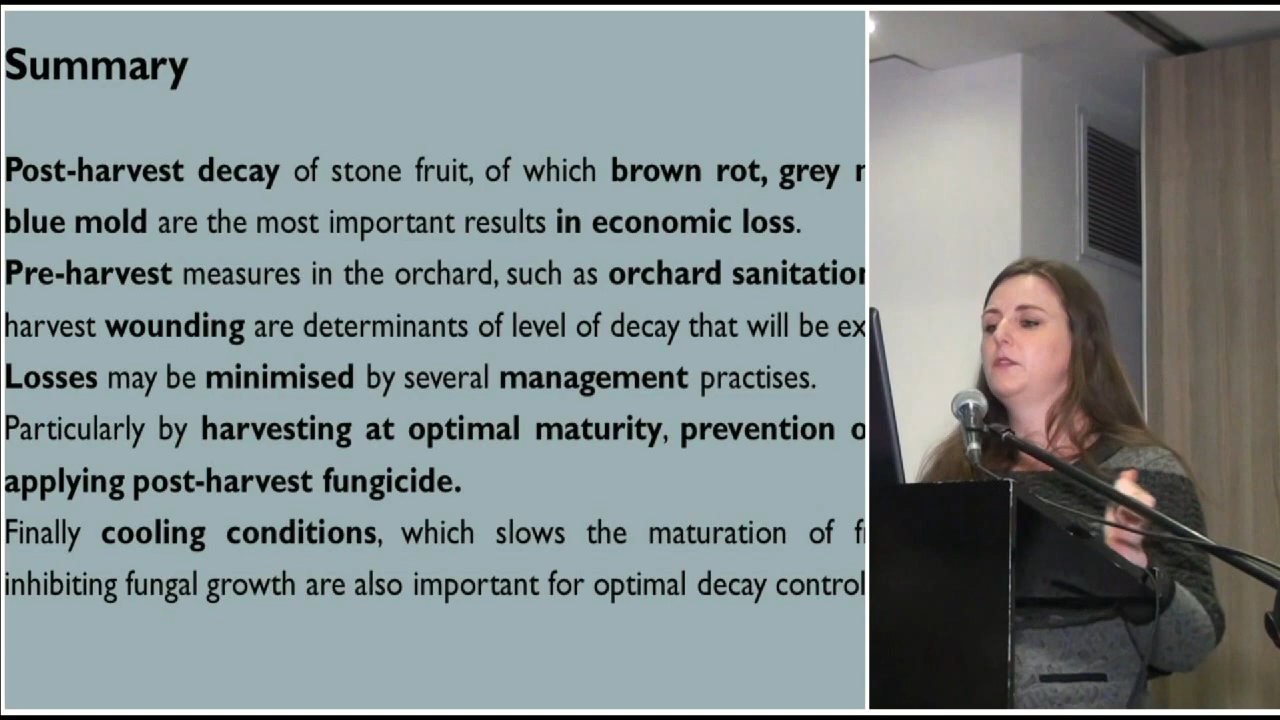 Summary
Post-harvest decay of stone fruit, of which brown rot, grey
blue mold are the most important results in economic loss.
Pre-harvest measures in the orchard, such as orchard sanitation
harvest wounding are determinants of level of decay that will be ex
Losses may be minimised by several management practises.
Particularly by harvesting at optimal maturity, prevention o
applying post-harvest fungicide.
Finally cooling conditions, which slows the maturation of f
inhibiting fungal growth are also important for optimal decay control